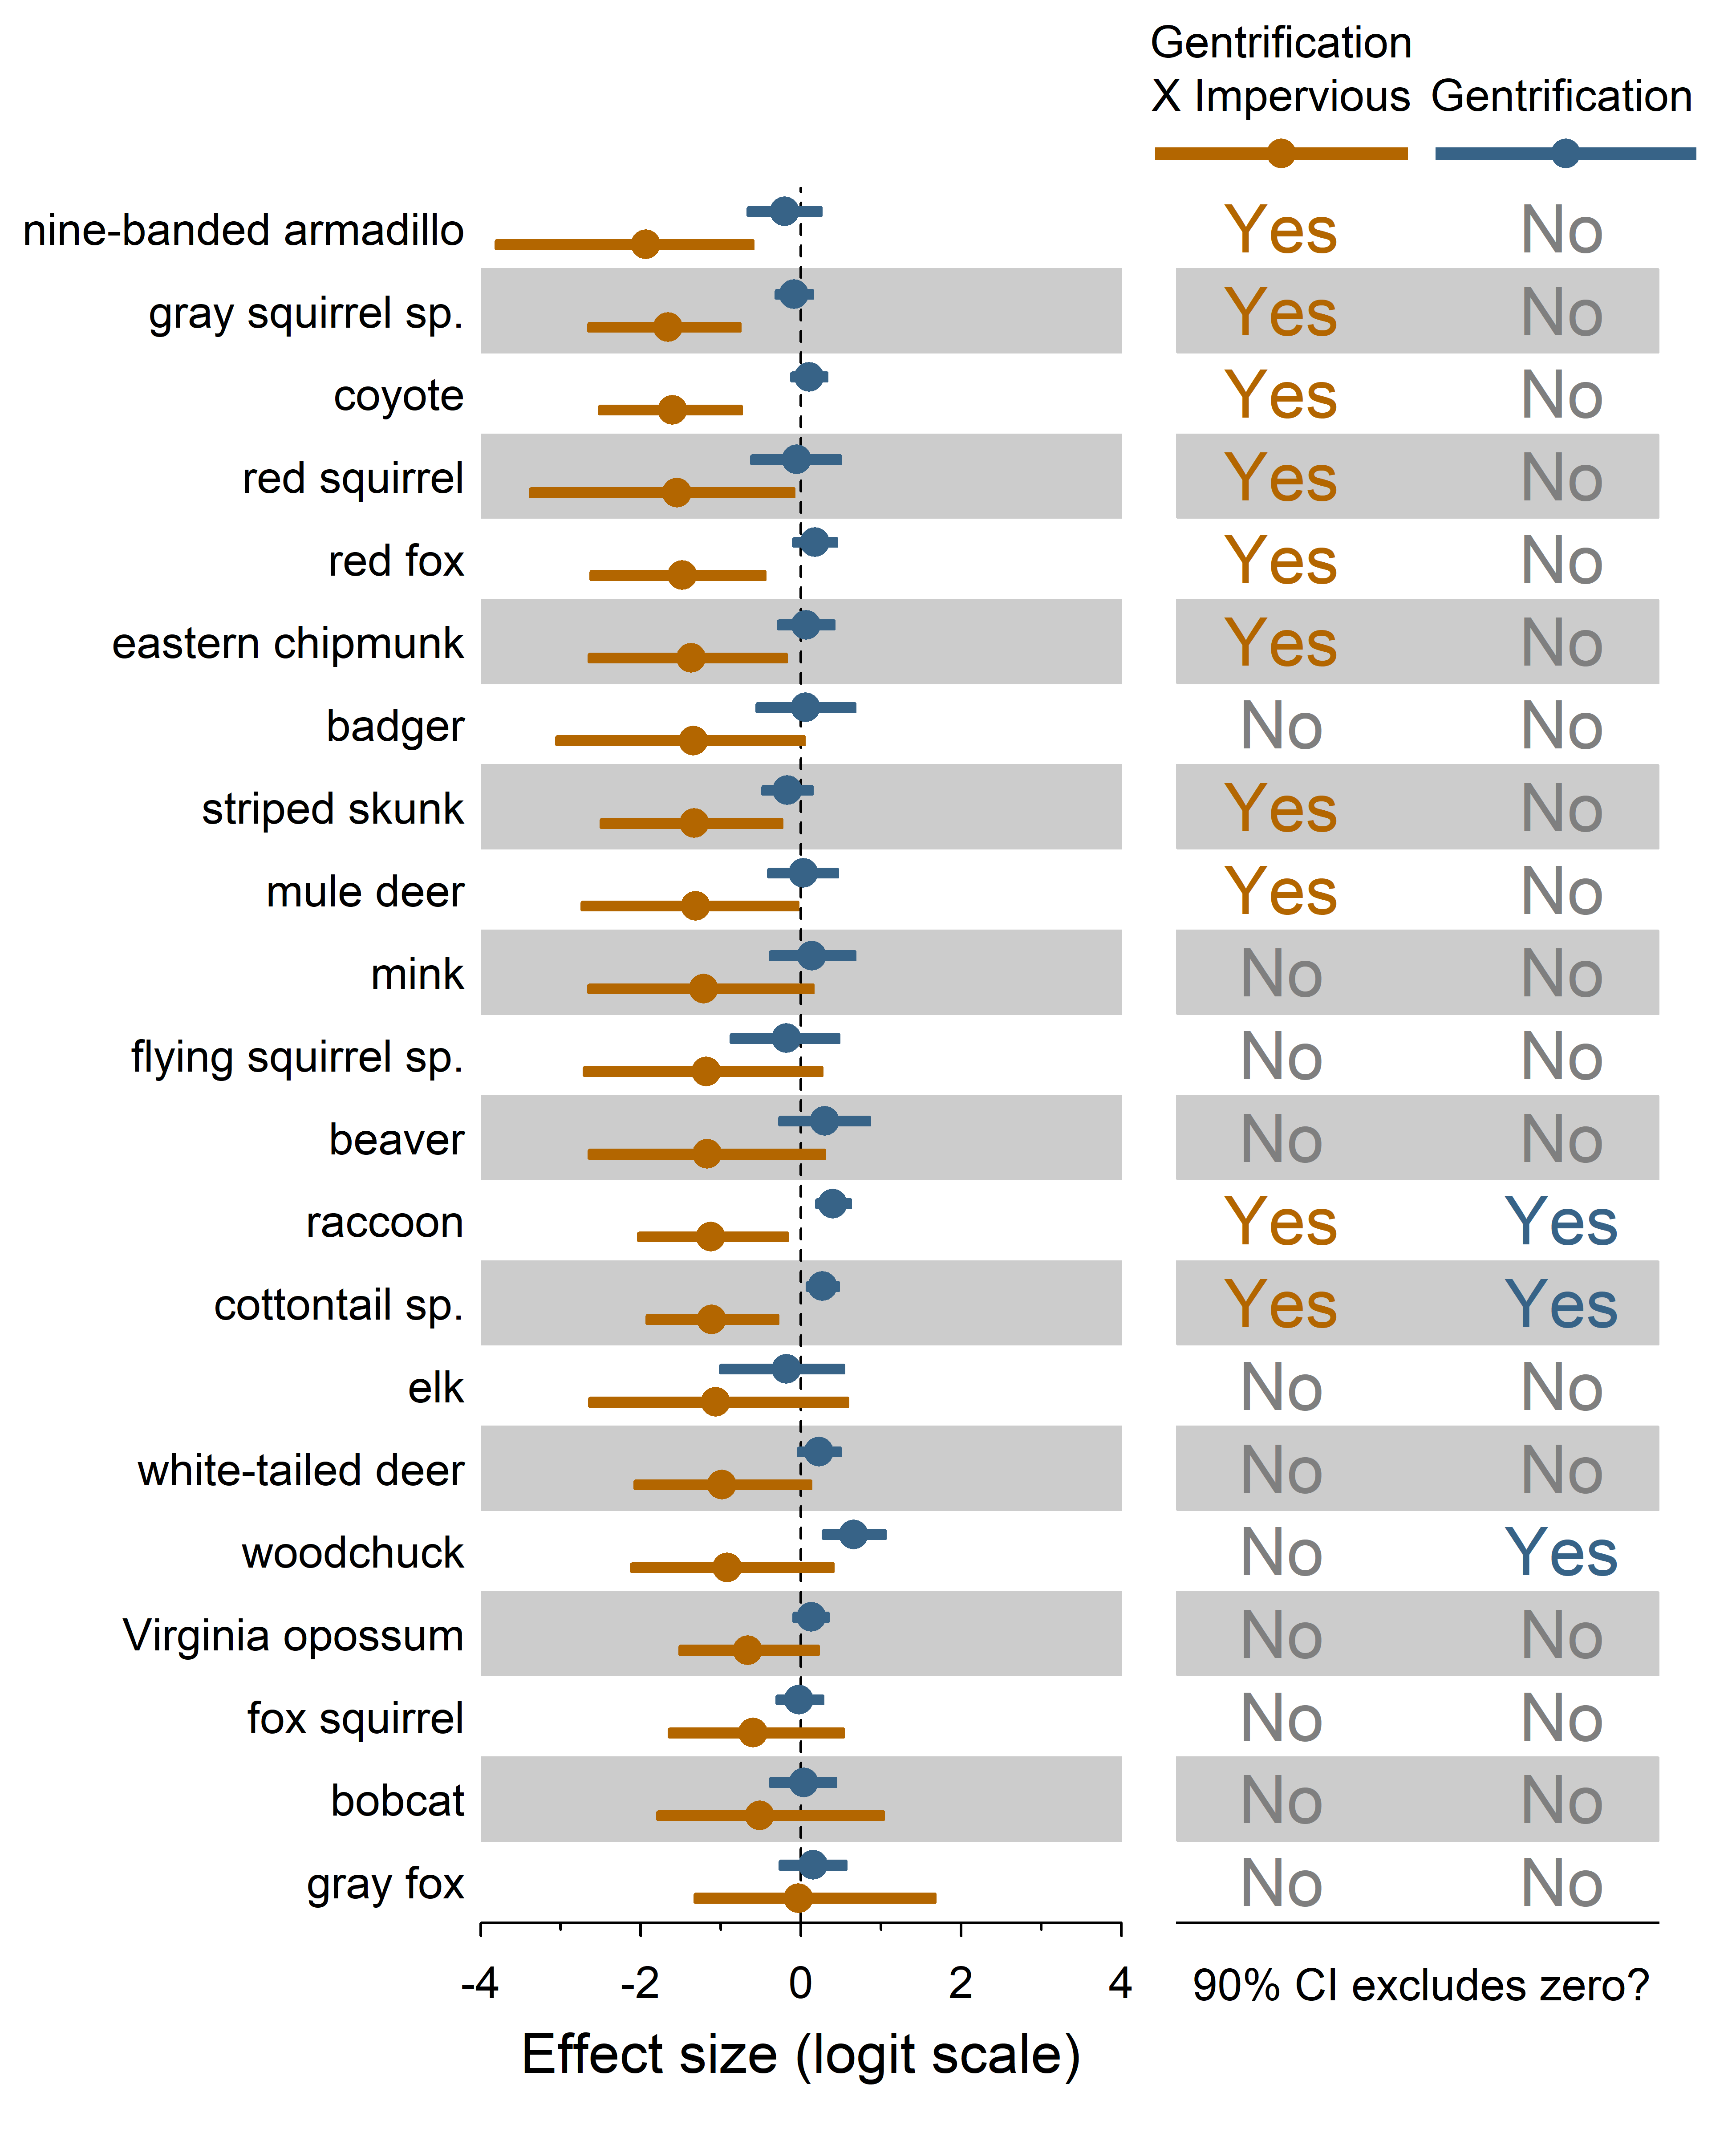 Gentrification
X Impervious Gentrification
nine-banded armadillo Yes No
gray squirrel sp. Yes No
coyote Yes No
red squirrel Yes No
red fox Yes No
eastern chipmunk Yes No
badger No No
striped skunk Yes No
mule deer Yes No
mink No No
flying squirrel sp. No No
beaver No No
raccoon Yes Yes
cottontail sp. Yes Yes
elk No No
white-tailed deer No No
woodchuck No Yes
Virginia opossum No No
fox squirrel No No
bobcat No No
gray fox No No
-4 -2 0 2 4 90% CI excludes zero?
Effect size (logit scale)